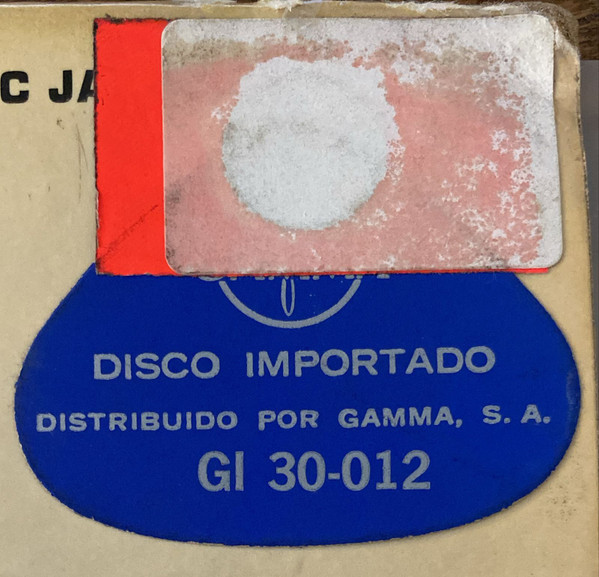 C JA
DISCO IMPORTADO
DISTRIBUIDO POR GAMMA, S. A.
GI 30-012